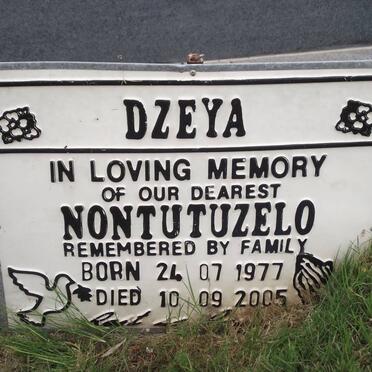 DZEYA
IN LOVING MEMORY
OF OUR DEAREST
NONTUTUZELO
REMEMBERED BY FAMILY
BORN 24 07 1977
DIED 10 09 2005